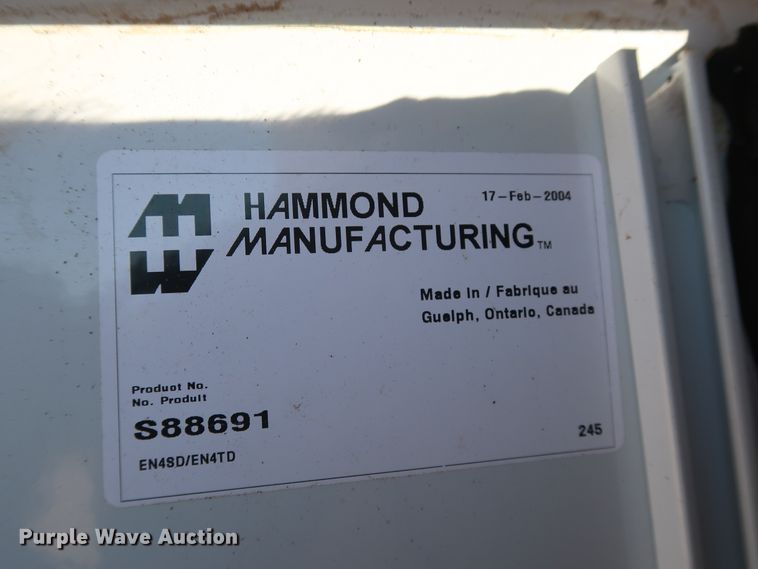 HAMMOND
MANUFACTURING™
17-Feb-2004
Made in / Fabrique au
Guelph, Ontario, Canada
Product No.
No. Produit
S88691
EN4SD/EN4TD
245
Purple Wave Auction